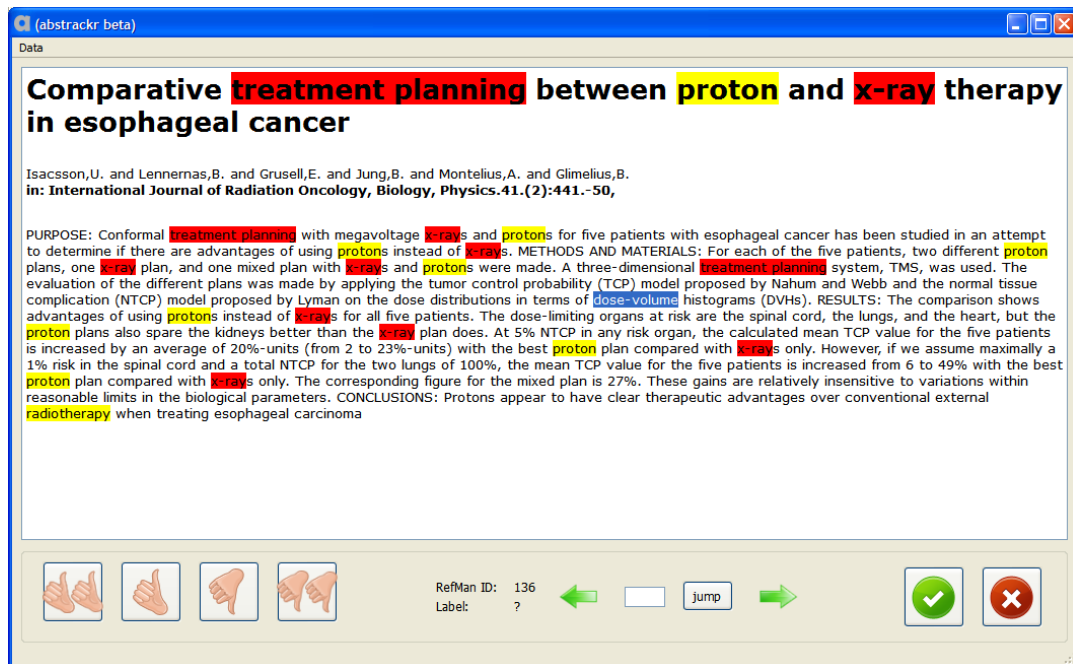 a (abstrackr beta)
Data
Comparative treatment planning between proton and x-ray therapy
in esophageal cancer
Isacsson,U. and Lennernas,B. and Grusell,E. and Jung,B. and Montelius,A. and Glimelius,B.
in: International Journal of Radiation Oncology, Biology, Physics.41.(2):441.-50,
PURPOSE: Conformal treatment planning with megavoltage x-rays and protons for five patients with esophageal cancer has been studied in an attempt
to determine if there are advantages of using protons instead of x-rays. METHODS AND MATERIALS: For each of the five patients, two different proton
plans, one x-ray plan, and one mixed plan with x-rays and protons were made. A three-dimensional treatment planning system, TMS, was used. The
evaluation of the different plans was made by applying the tumor control probability (TCP) model proposed by Nahum and Webb and the normal tissue
complication (NTCP) model proposed by Lyman on the dose distributions in terms of dose-volume histograms (DVHs). RESULTS: The comparison shows
advantages of using protons instead of x-rays for all five patients. The dose-limiting organs at risk are the spinal cord, the lungs, and the heart, but the
proton plans also spare the kidneys better than the x-ray plan does. At 5% NTCP in any risk organ, the calculated mean TCP value for the five patients
is increased by an average of 20%-units (from 2 to 23%-units) with the best proton plan compared with x-rays only. However, if we assume maximally a
1% risk in the spinal cord and a total NTCP for the two lungs of 100%, the mean TCP value for the five patients is increased from 6 to 49% with the best
proton plan compared with x-rays only. The corresponding figure for the mixed plan is 27%. These gains are relatively insensitive to variations within
reasonable limits in the biological parameters. CONCLUSIONS: Protons appear to have clear therapeutic advantages over conventional external
radiotherapy when treating esophageal carcinoma
RefMan ID: 136
Label: ?
jump